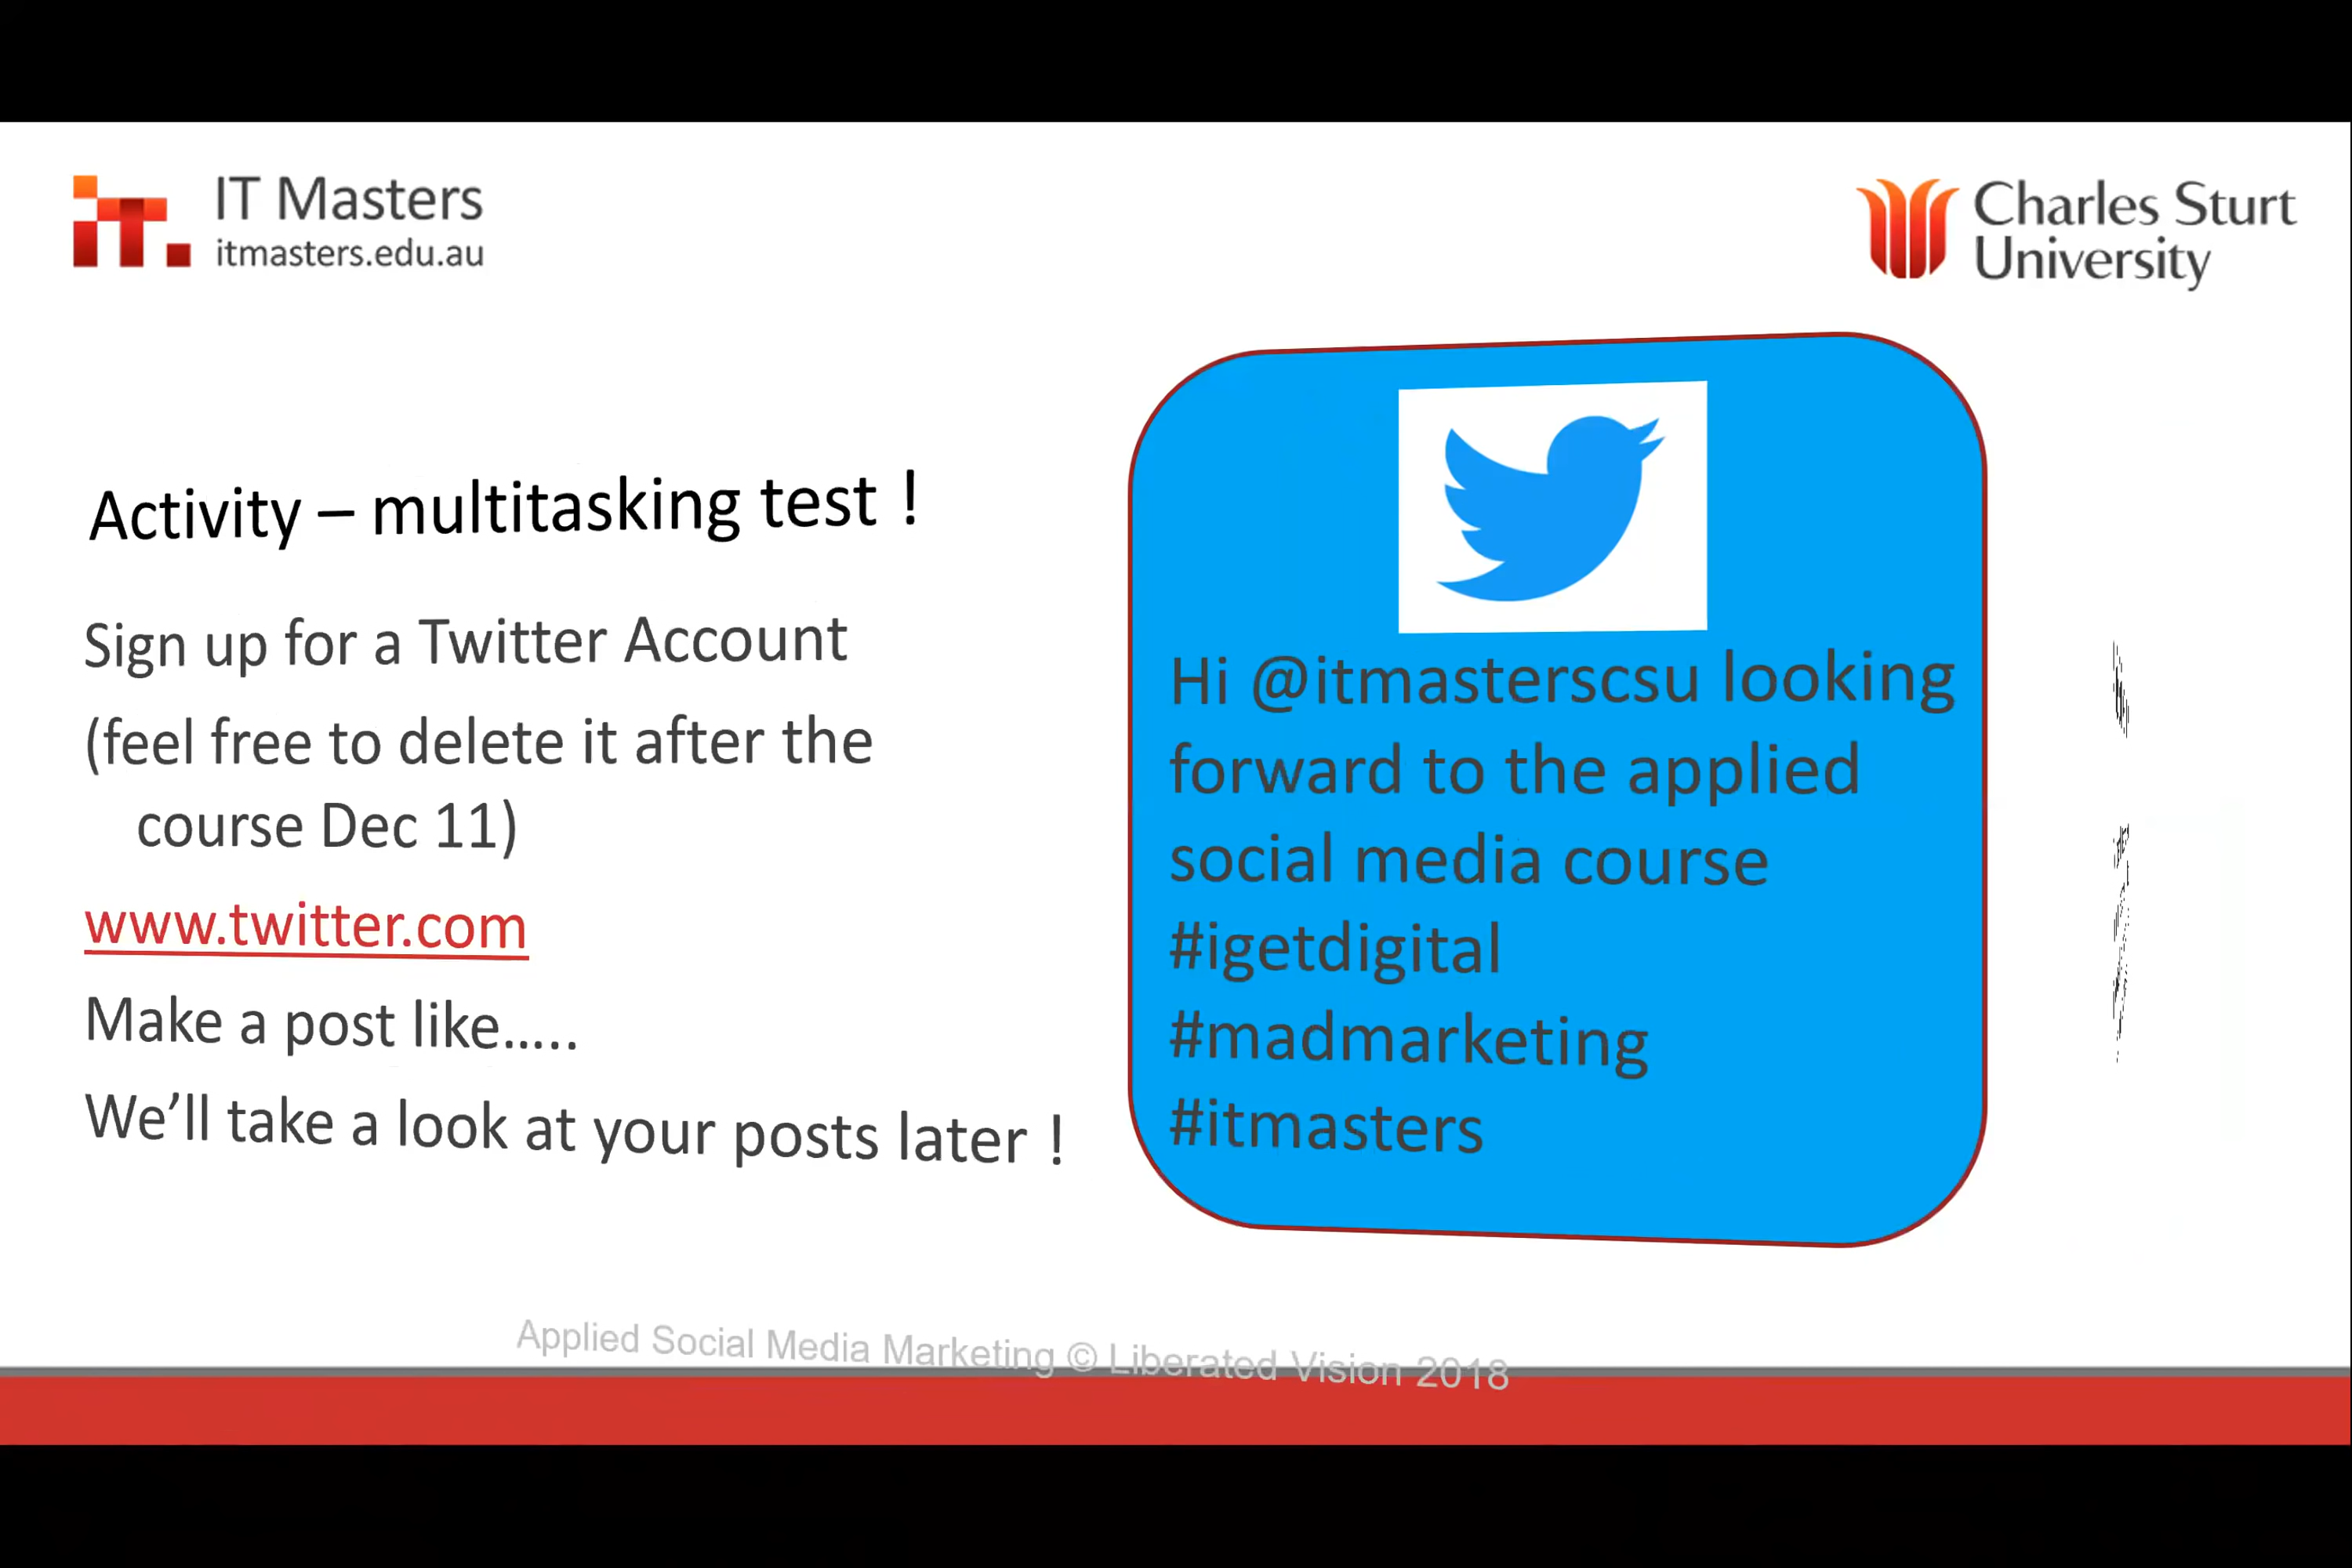 IT Masters
itmasters.edu.au
Charles Sturt
University
Activity – multitasking test !
Sign up for a Twitter Account
(feel free to delete it after the
course Dec 11)
www.twitter.com
Make a post like.....
We'll take a look at your posts later !
Hi @itmasterscsu looking
forward to the applied
social media course
#igetdigital
#madmarketing
#itmasters
Applied Social Media Marketing © Liberated Vision 2018